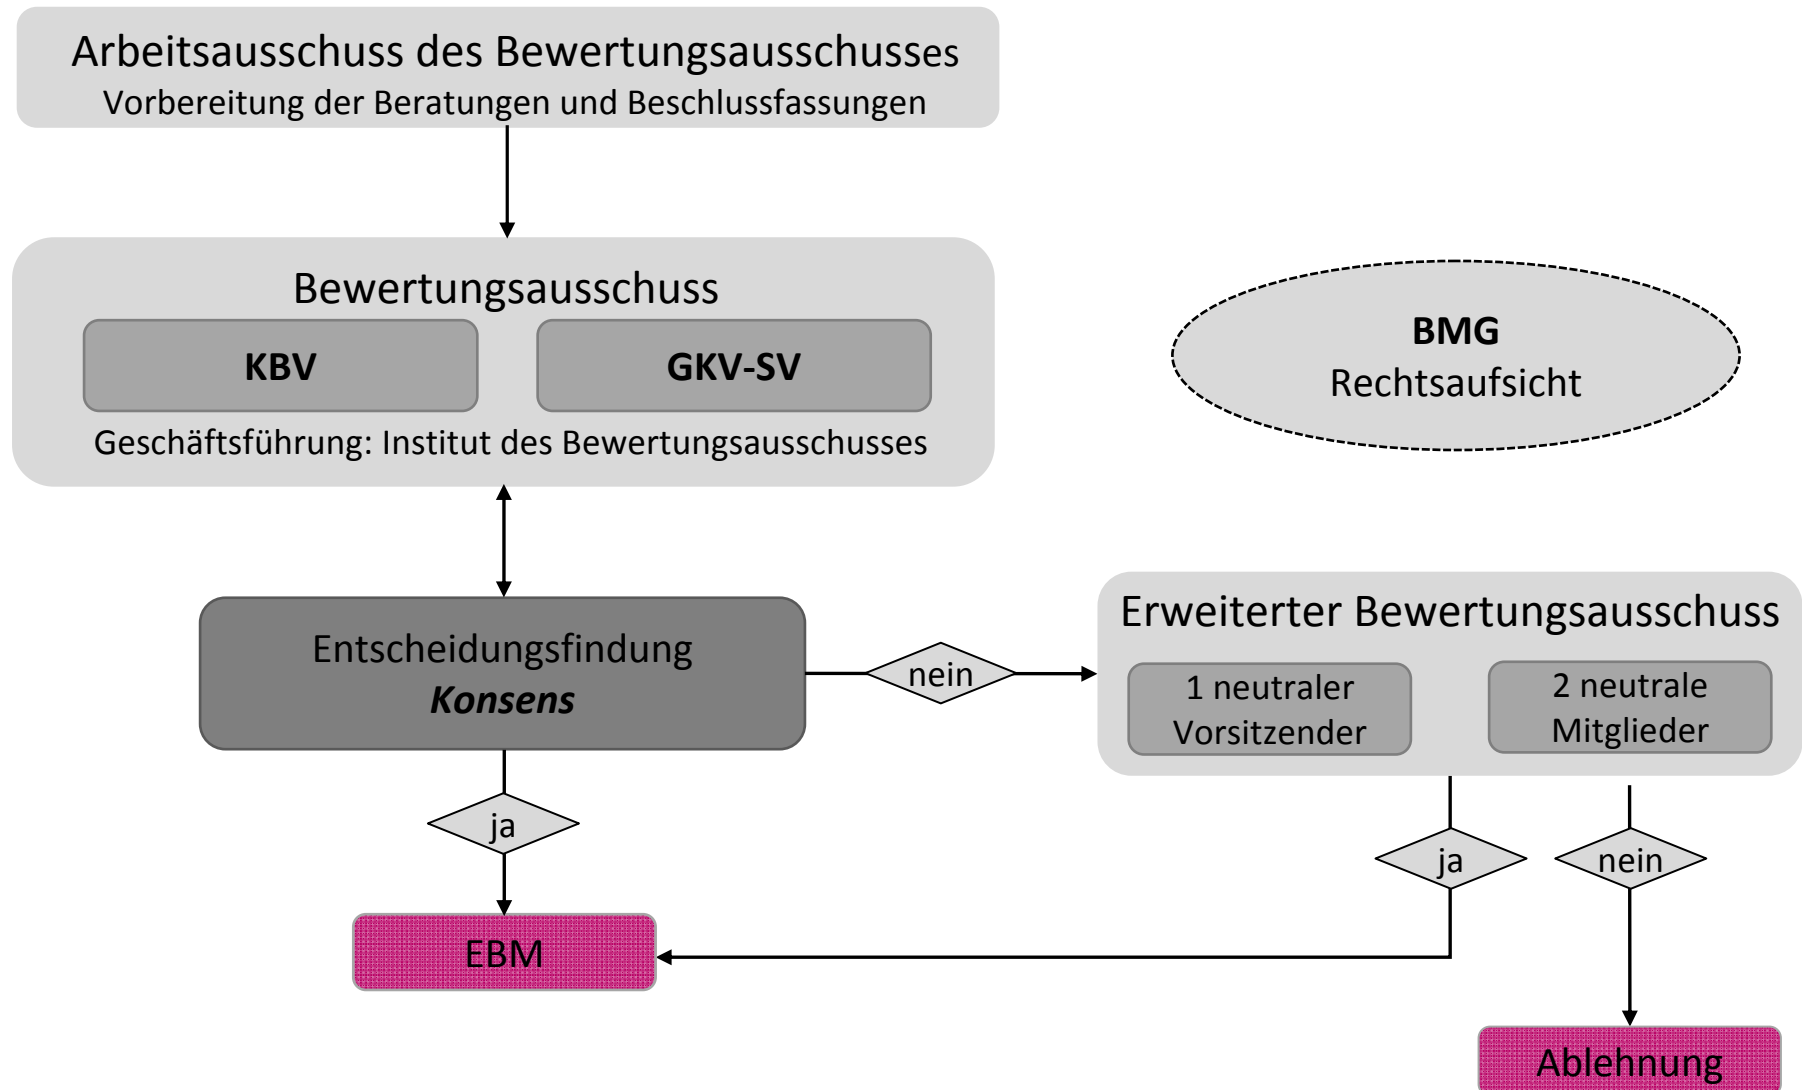 Arbeitsausschuss des Bewertungsausschusses
Vorbereitung der Beratungen und Beschlussfassungen
Bewertungsausschuss
KBV
GKV-SV
Geschäftsführung: Institut des Bewertungsausschusses
BMG
Rechtsaufsicht
Entscheidungsfindung
Konsens
nein
Erweiterter Bewertungsausschuss
1 neutraler
Vorsitzender
2 neutrale
Mitglieder
ja
ja
nein
EBM
Ablehnung